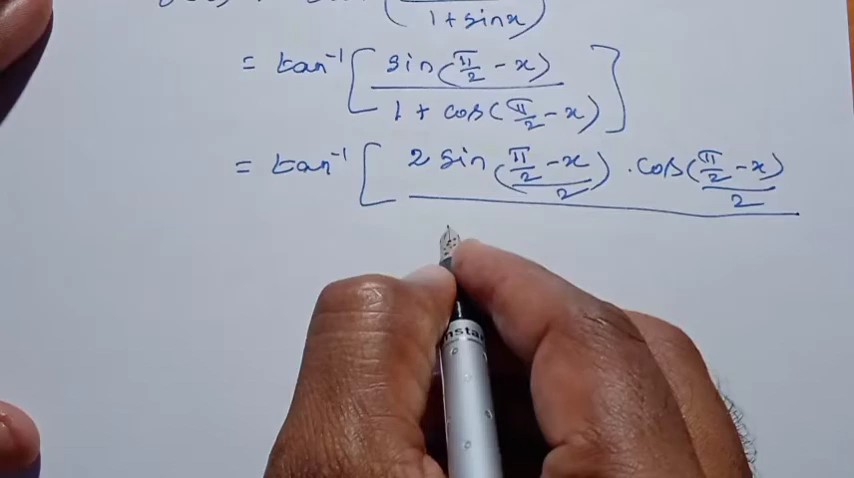 1 + sinx
= tan⁻¹ [ sin(π/2 - x) / 1 + cos(π/2 - x) ]
= tan⁻¹ [ 2 sin (π/2 - x)/2 . cos (π/2 - x)/2